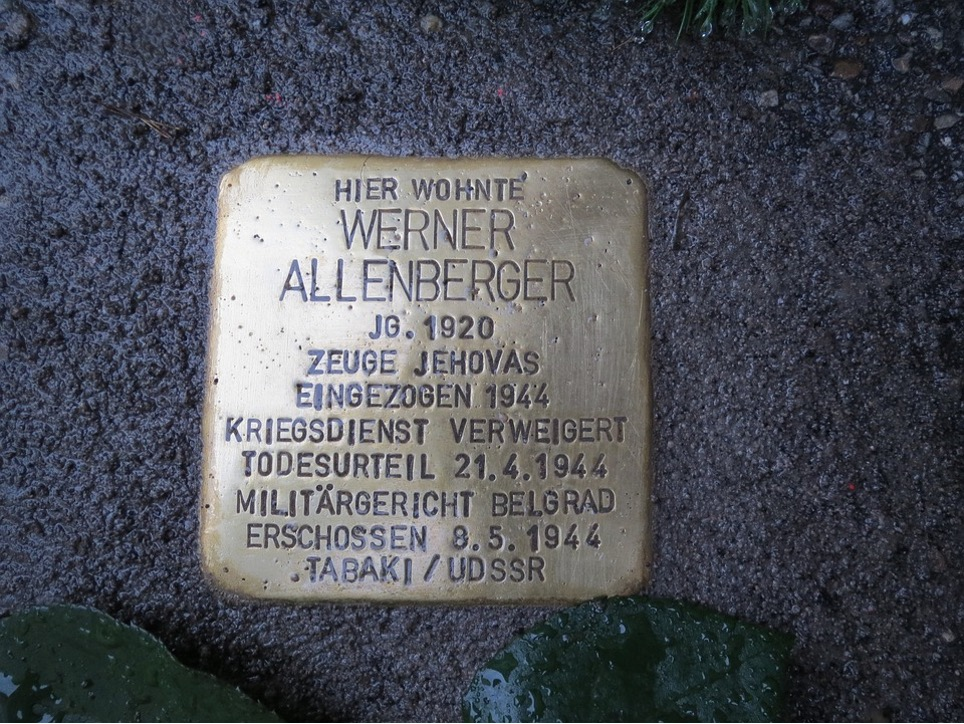 HIER WOHNTE
WERNER
ALLENBERGER
JG. 1920
ZEUGE JEHOVAS
EINGEZOGEN 1944
KRIEGSDIENST VERWEIGERT
TODESURTEIL 21.4.1944
MILITÄRGERICHT BELGRAD
ERSCHOSSEN 8.5.1944
TABAKI/UDSSR